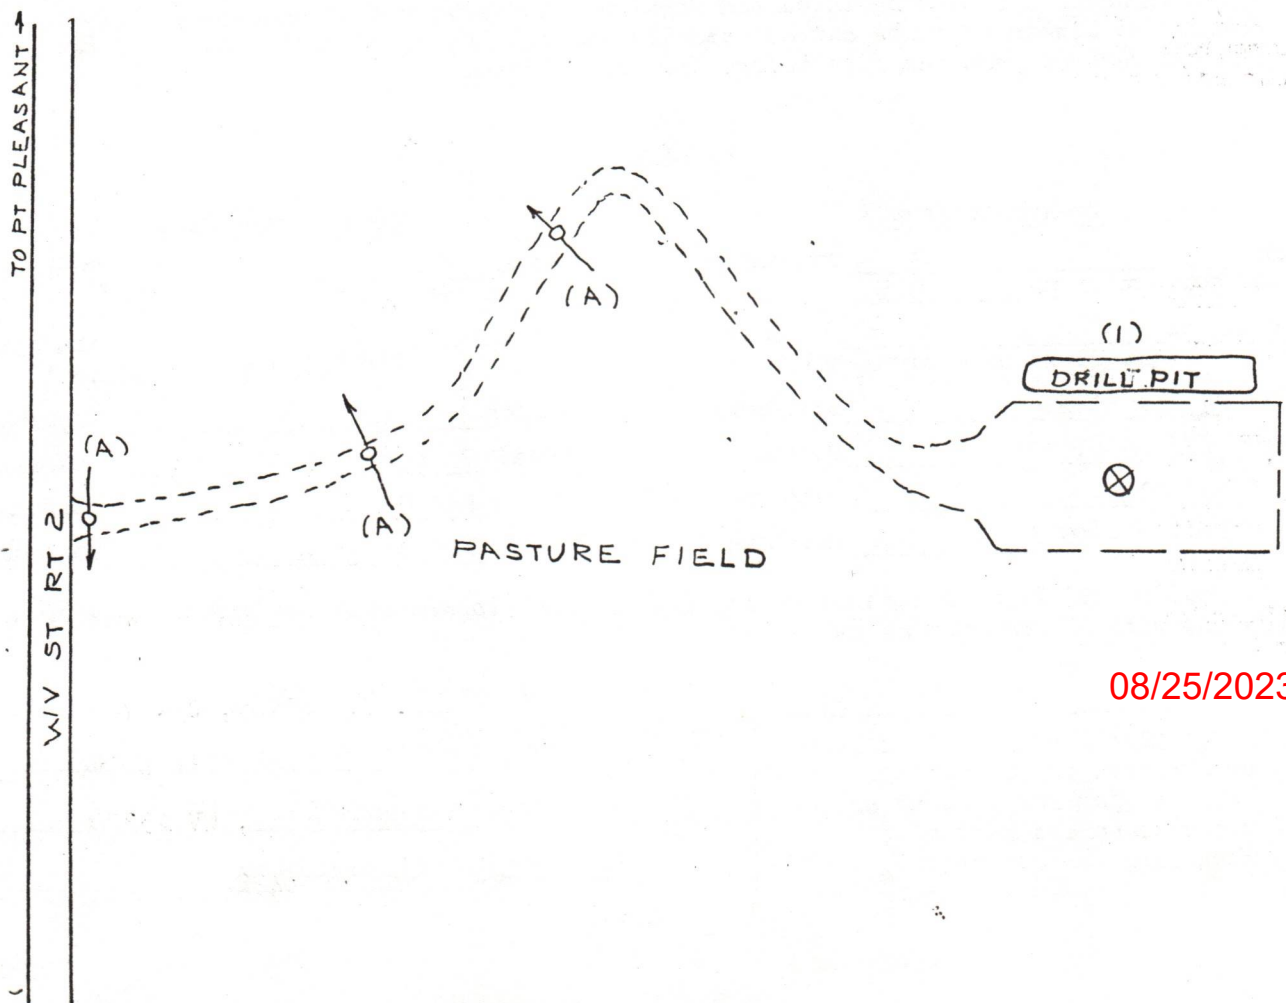 TO PT PLEASANT →
(A)
(1)
DRILL PIT
(A)
(A)
W V ST RT 2
PASTURE FIELD
08/25/2023